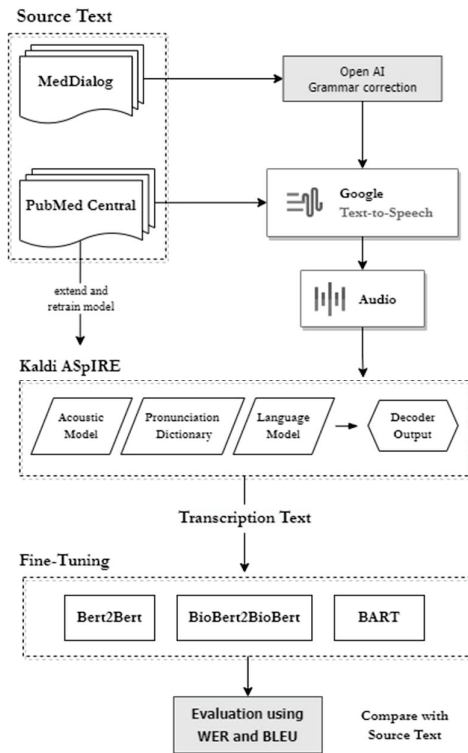 Source Text
MedDialog
Open AI
Grammar correction
PubMed Central
Google
Text-to-Speech
extend and
retrain model
Audio
Kaldi ASpIRE
Acoustic
Model
Pronunciation
Dictionary
Language
Model
Decoder
Output
Transcription Text
Fine-Tuning
Bert2Bert
BioBert2BioBert
BART
Evaluation using
WER and BLEU
Compare with
Source Text